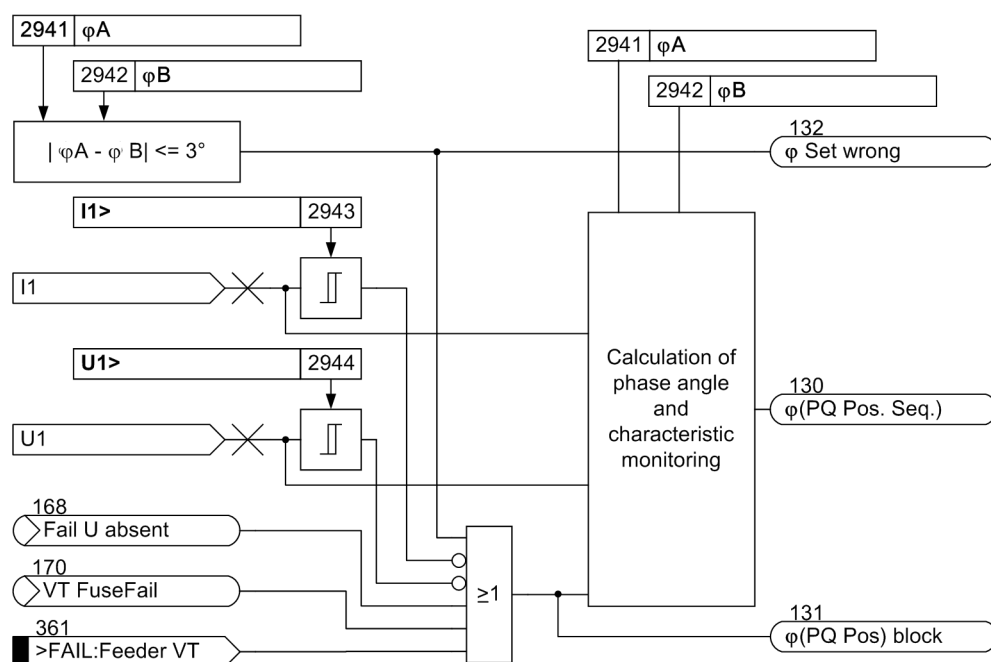 2941 φA
2942 φB
| φA - φ B| <= 3°
2941 φA
2942 φB
132
φ Set wrong
I1> 2943
I1
U1> 2944
U1
Calculation of
phase angle
and
characteristic
monitoring
130
φ(PQ Pos. Seq.)
168
Fail U absent
170
VT FuseFail
361
>FAIL:Feeder VT
≥1
131
φ(PQ Pos) block